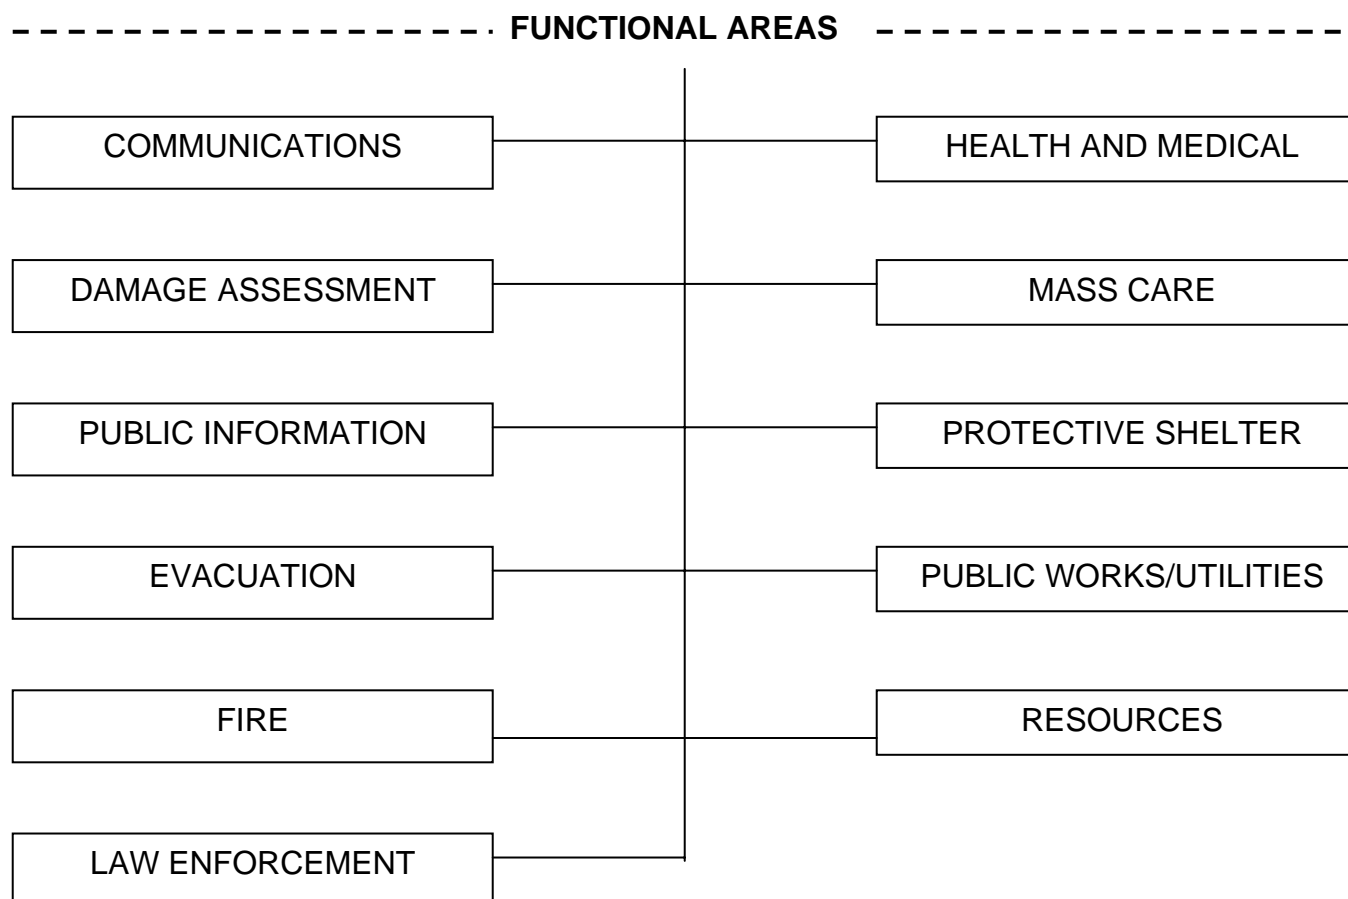 FUNCTIONAL AREAS
COMMUNICATIONS
HEALTH AND MEDICAL
DAMAGE ASSESSMENT
MASS CARE
PUBLIC INFORMATION
PROTECTIVE SHELTER
EVACUATION
PUBLIC WORKS/UTILITIES
FIRE
RESOURCES
LAW ENFORCEMENT